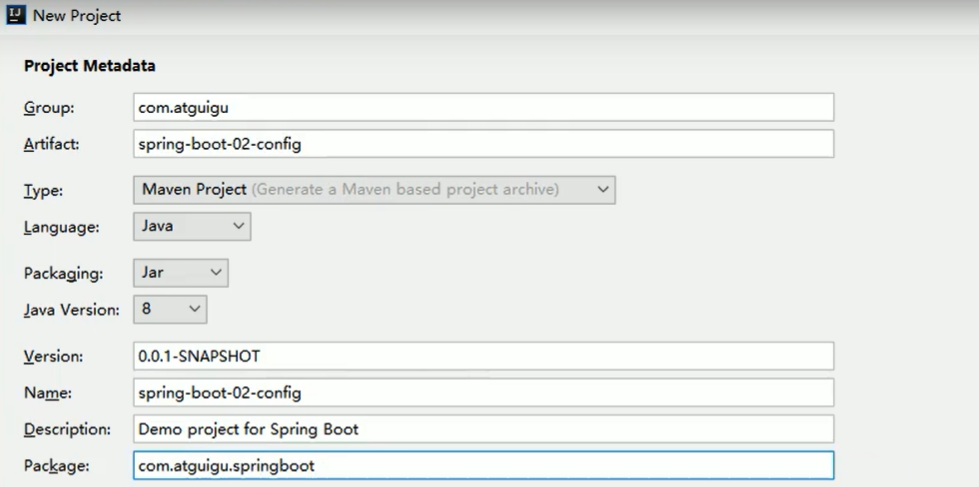 IJ New Project
Project Metadata
Group: com.atguigu
Artifact: spring-boot-02-config
Type: Maven Project (Generate a Maven based project archive)
Language: Java
Packaging: Jar
Java Version: 8
Version: 0.0.1-SNAPSHOT
Name: spring-boot-02-config
Description: Demo project for Spring Boot
Package: com.atguigu.springboot